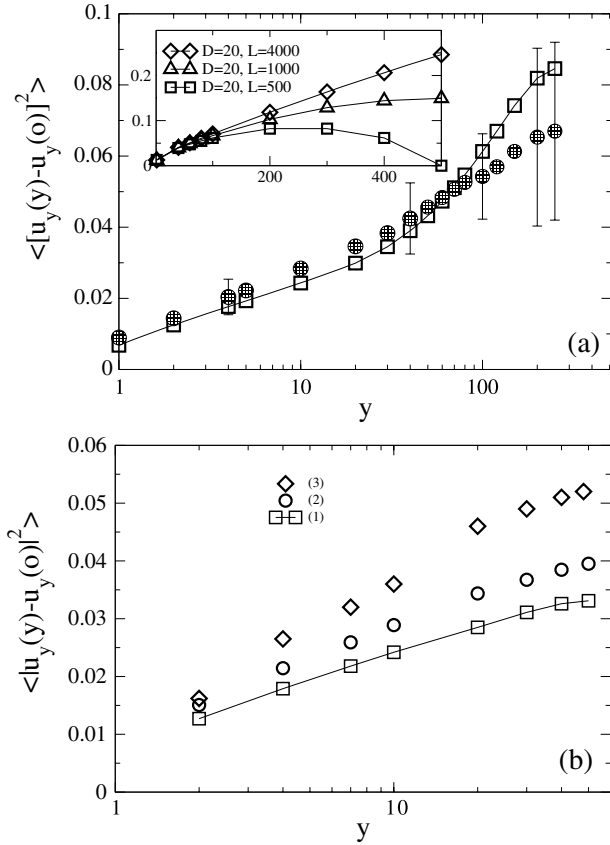 <[u_y(y)-u_y(o)]^2>
0.1
0.08
0.06
0.04
0.02
0
D=20, L=4000
D=20, L=1000
D=20, L=500
0.2
0.1
0
200
400
1
10
100
y
(a)
<|u_y(y)-u_y(o)|^2>
0.06
0.05
0.04
0.03
0.02
0.01
0
(3)
(2)
(1)
1
10
y
(b)